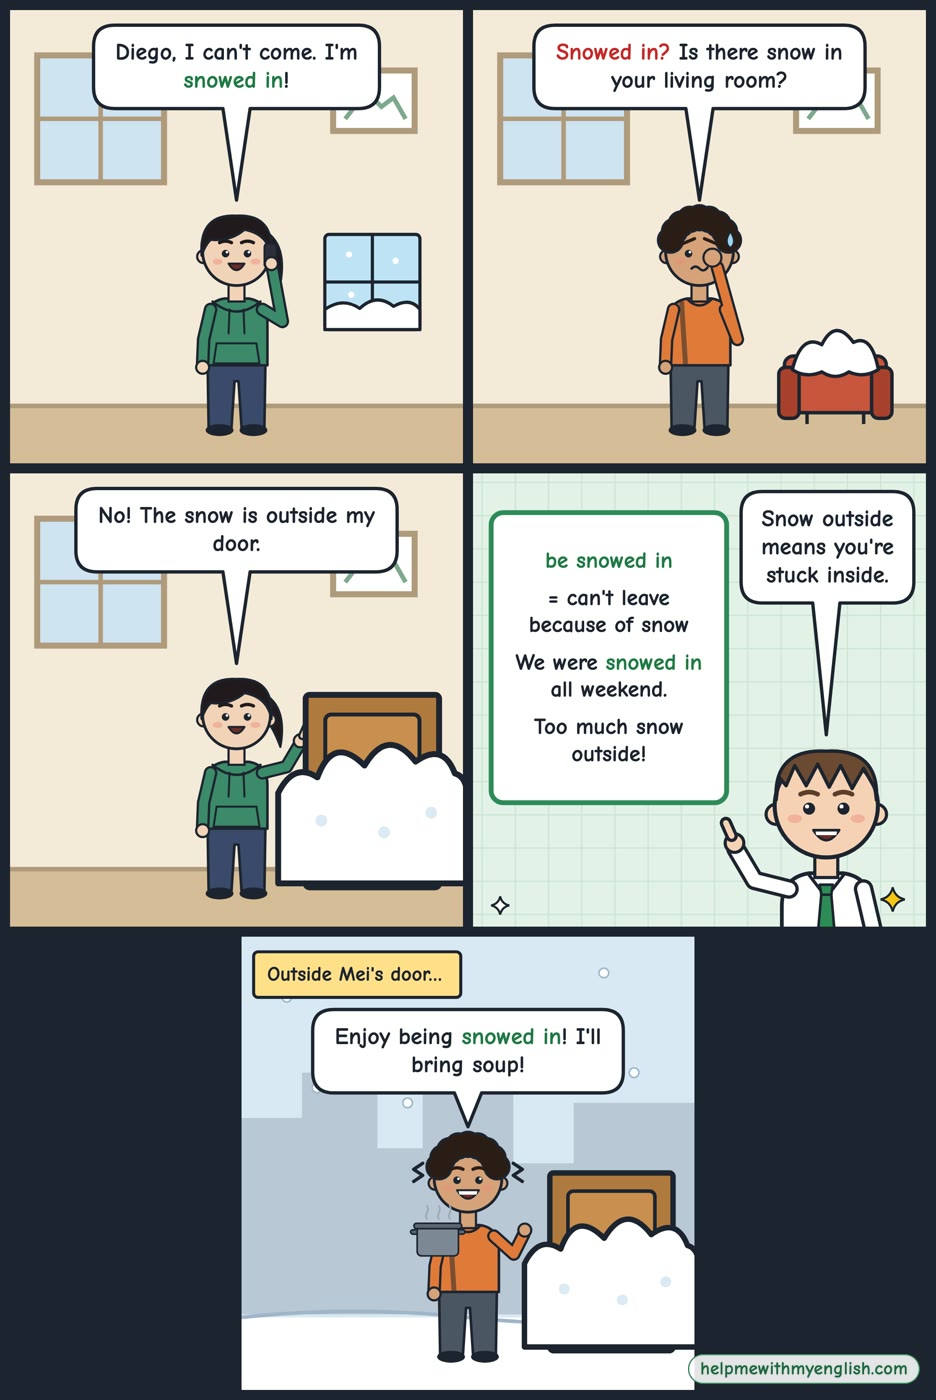 Diego, I can't come. I'm
snowed in!
Snowed in? Is there snow in
your living room?
No! The snow is outside my
door.
be snowed in
= can't leave
because of snow
We were snowed in
all weekend.
Too much snow
outside!
Snow outside
means you're
stuck inside.
Outside Mei's door...
Enjoy being snowed in! I'll
bring soup!
helpmewithmyenglish.com